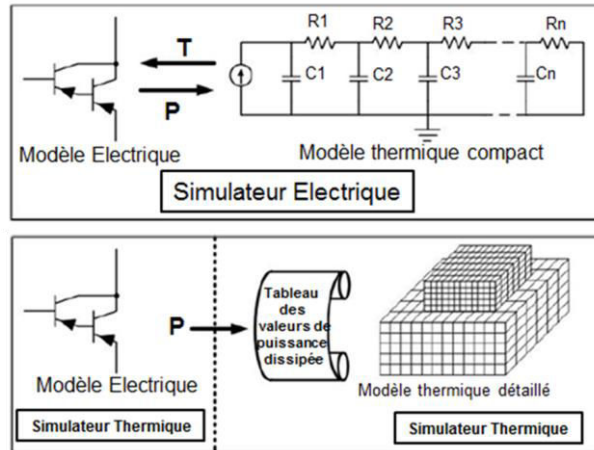 R1
R2
R3
Rn
T
P
C1
C2
C3
Cn
Modèle Electrique
Modèle thermique compact
Simulateur Electrique
P
Tableau
des
valeurs de
puissance
dissipée
Modèle Electrique
Modèle thermique détaillé
Simulateur Thermique
Simulateur Thermique